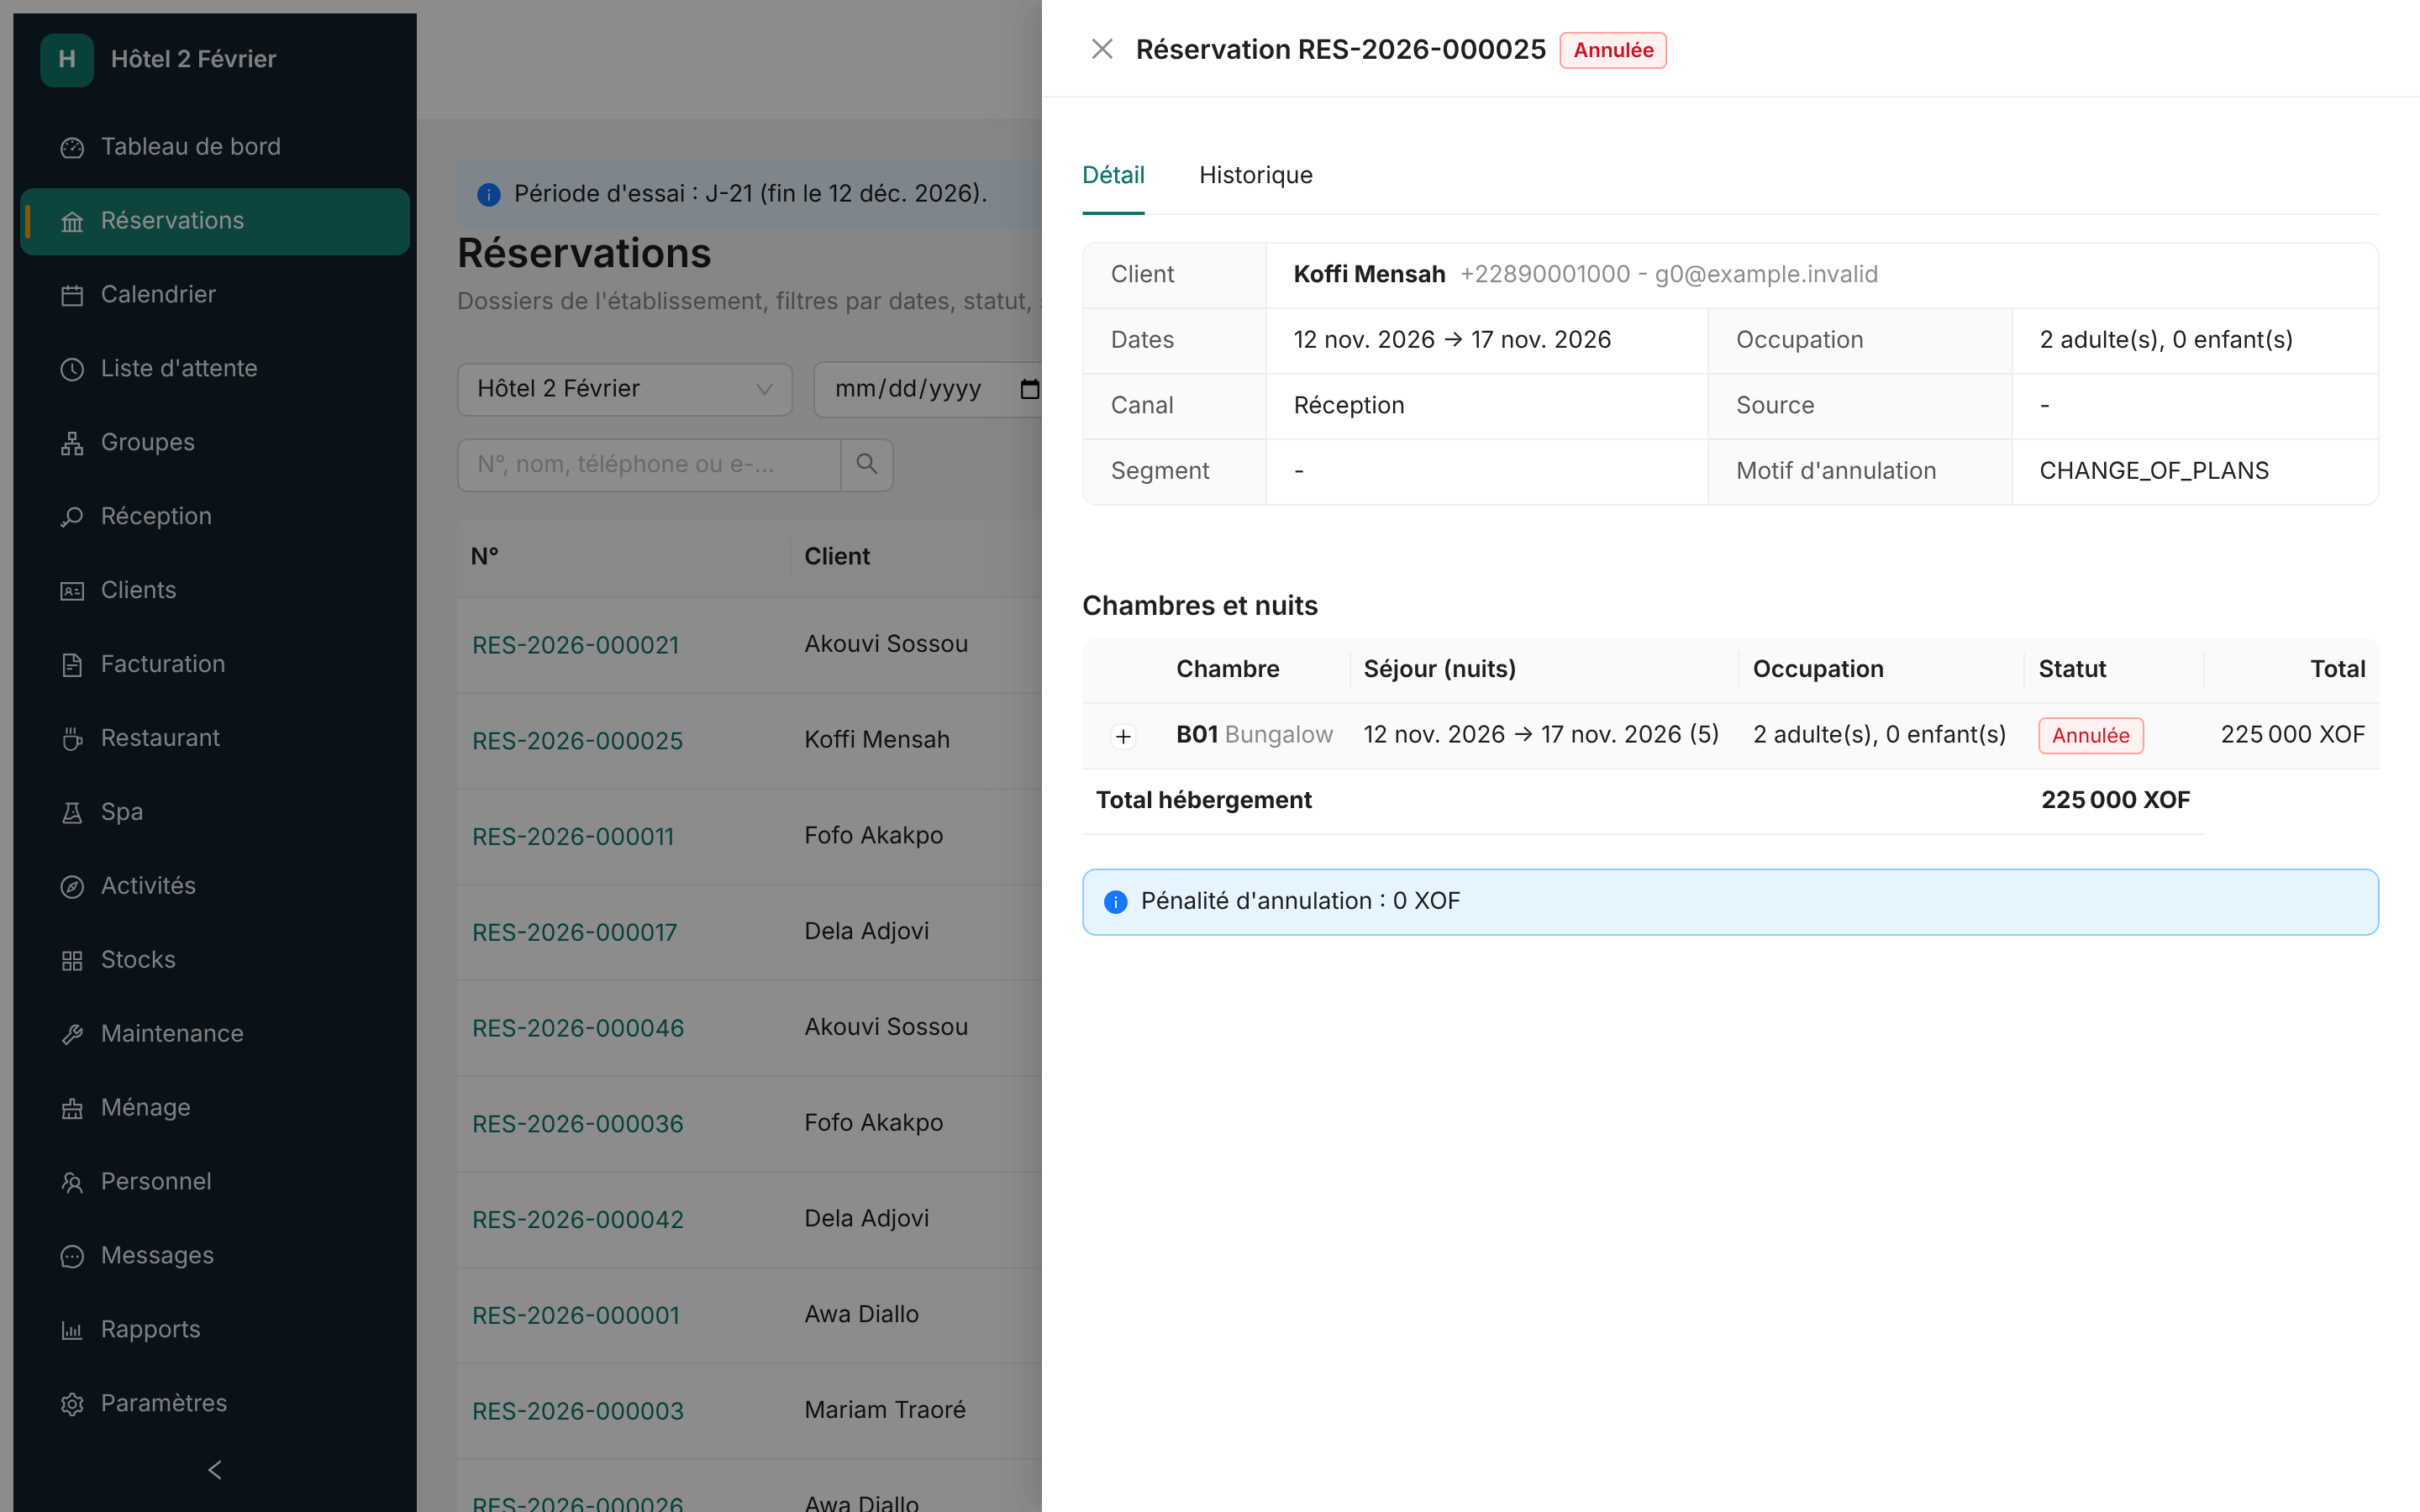 H Hôtel 2 Février
Tableau de bord
Réservations
Calendrier
Liste d'attente
Groupes
Réception
Clients
Facturation
Restaurant
Spa
Activités
Stocks
Maintenance
Ménage
Personnel
Messages
Rapports
Paramètres
Période d'essai : J-21 (fin le 12 déc. 2026).
Réservations
Dossiers de l'établissement, filtres par dates, statut,
Hôtel 2 Février mm/dd/yyyy
N°, nom, téléphone ou e-...
N° Client
RES-2026-000021 Akouvi Sossou
RES-2026-000025 Koffi Mensah
RES-2026-000011 Fofo Akakpo
RES-2026-000017 Dela Adjovi
RES-2026-000046 Akouvi Sossou
RES-2026-000036 Fofo Akakpo
RES-2026-000042 Dela Adjovi
RES-2026-000001 Awa Diallo
RES-2026-000003 Mariam Traoré
RES-2026-000026 Awa Diallo
Réservation RES-2026-000025 Annulée
Détail Historique
Client Koffi Mensah +22890001000 - g0@example.invalid
Dates 12 nov. 2026 → 17 nov. 2026 Occupation 2 adulte(s), 0 enfant(s)
Canal Réception Source -
Segment - Motif d'annulation CHANGE_OF_PLANS
Chambres et nuits
Chambre Séjour (nuits) Occupation Statut Total
B01 Bungalow 12 nov. 2026 → 17 nov. 2026 (5) 2 adulte(s), 0 enfant(s) Annulée 225 000 XOF
Total hébergement 225 000 XOF
Pénalité d'annulation : 0 XOF